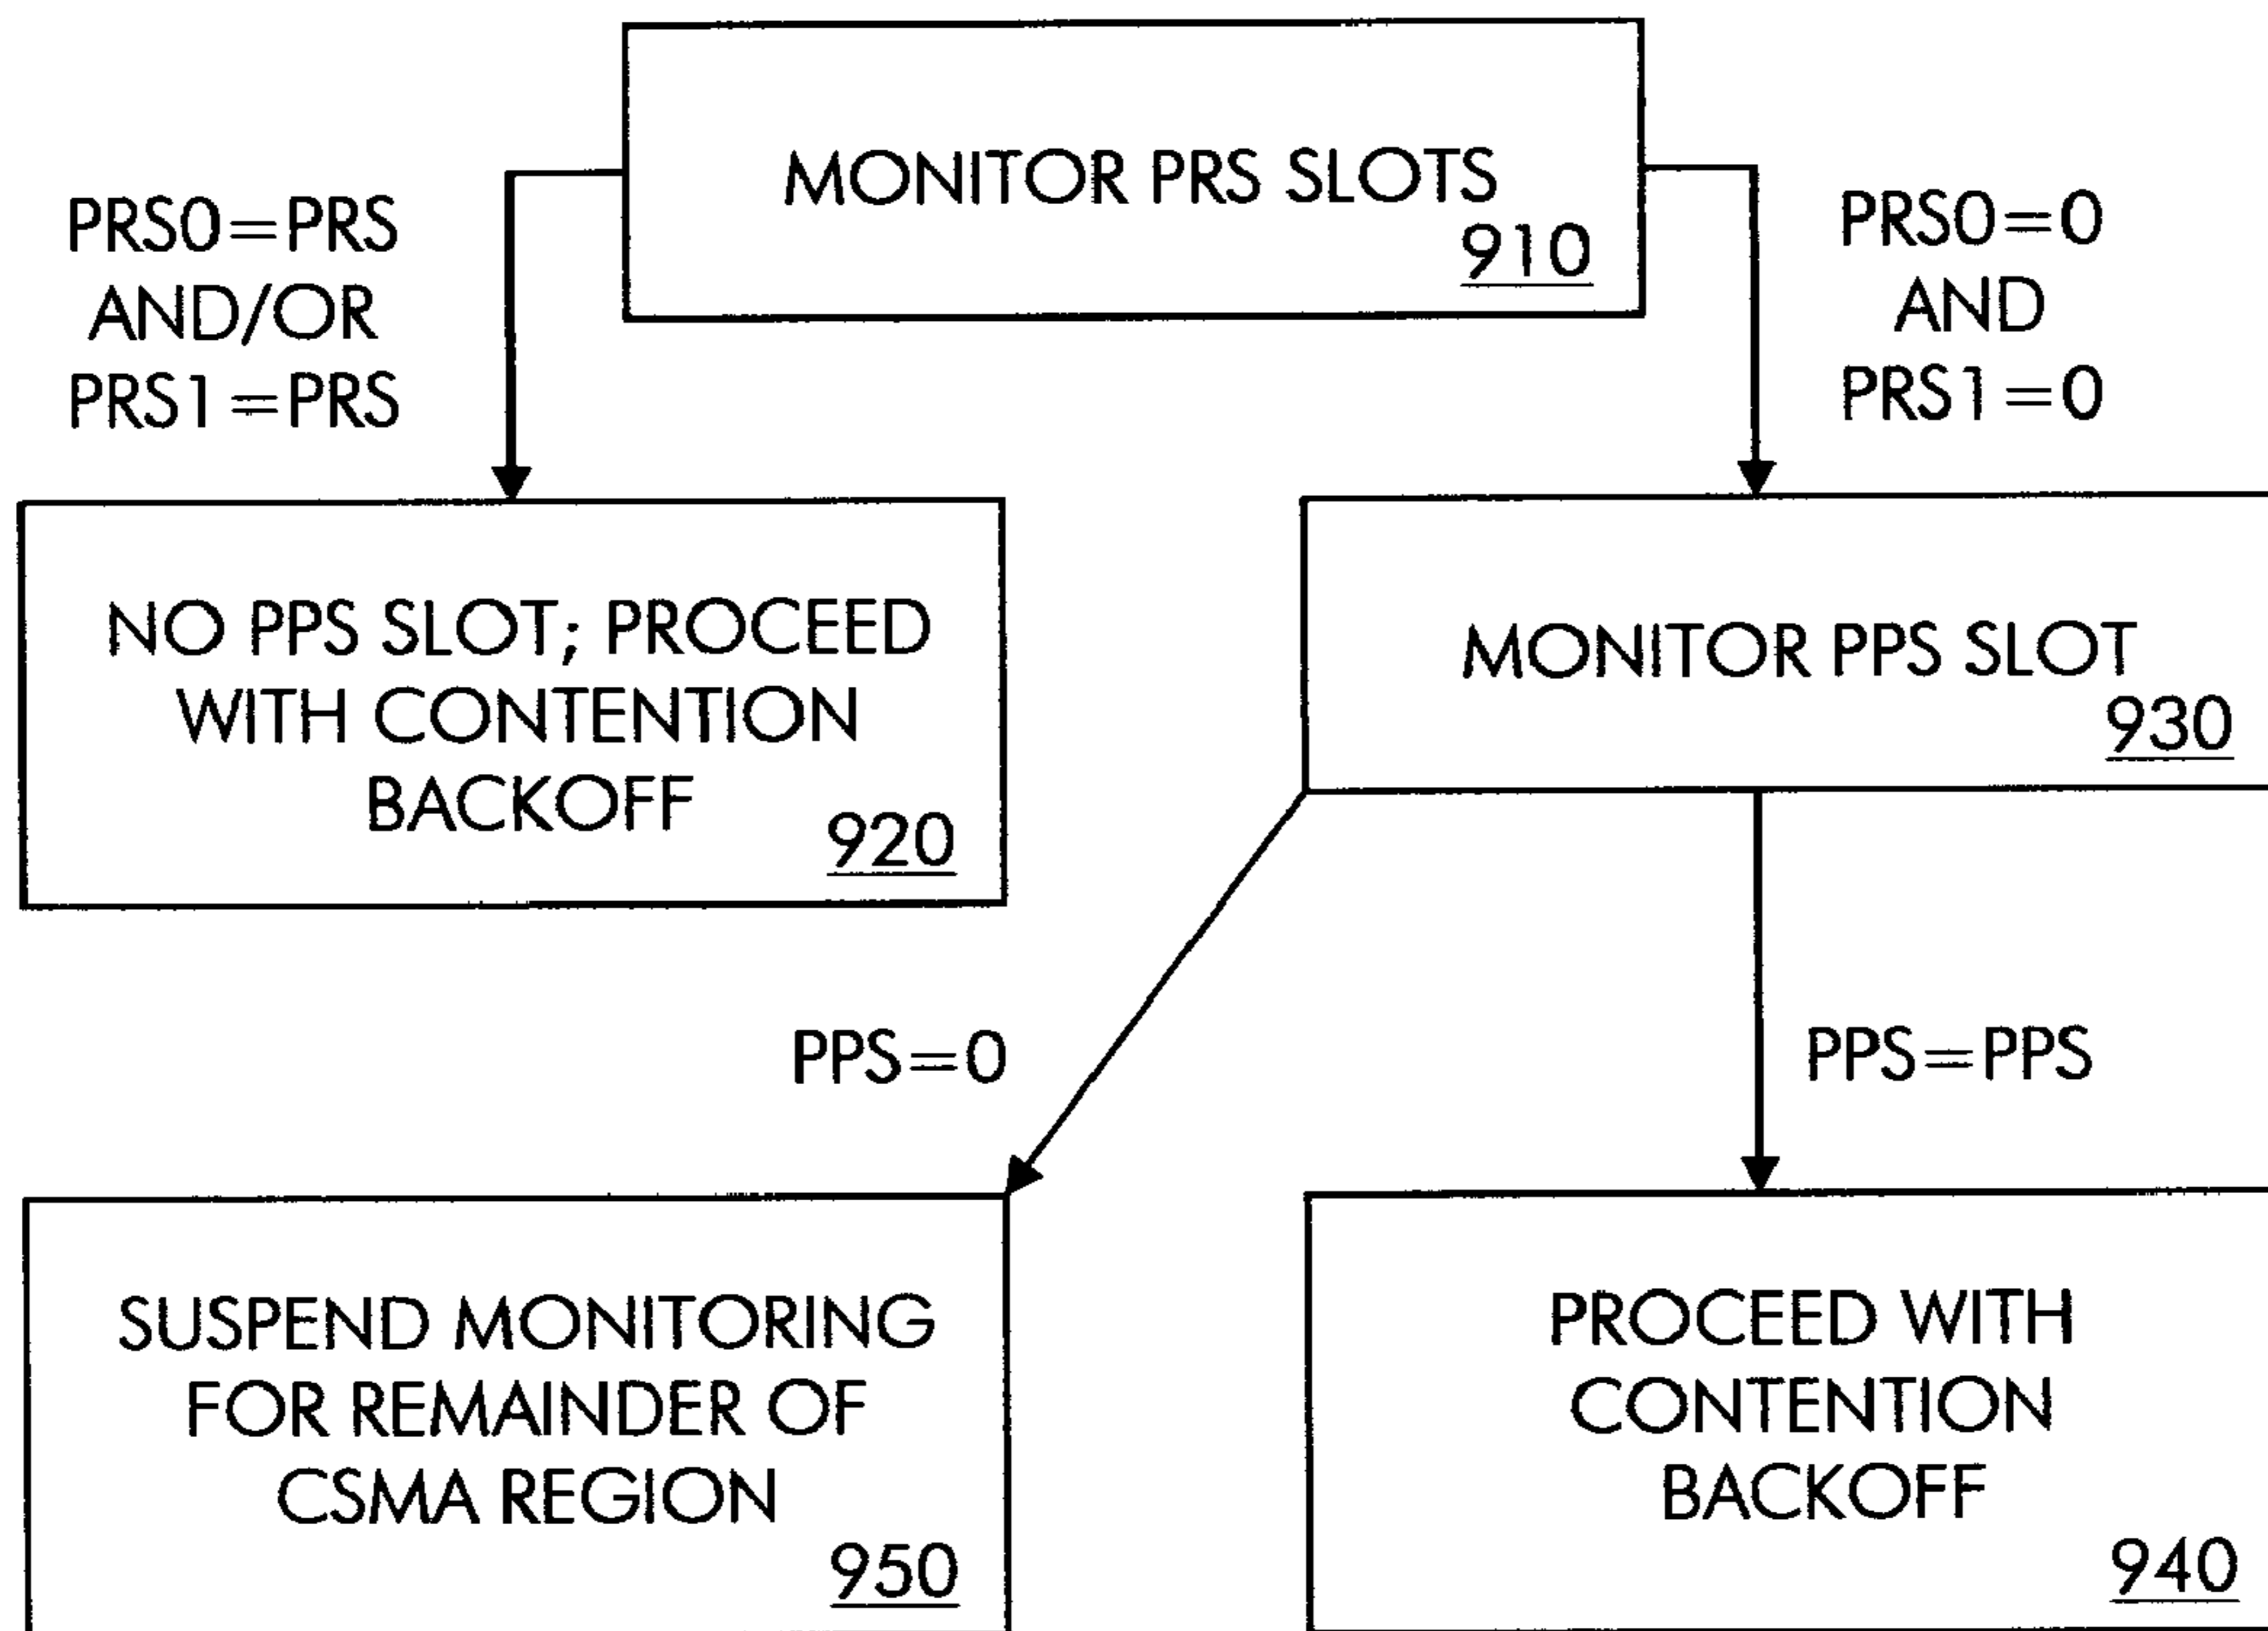 MONITOR PRS SLOTS
910
PRS0=PRS
AND/OR
PRS1=PRS
PRS0=0
AND
PRS1=0
NO PPS SLOT; PROCEED
WITH CONTENTION
BACKOFF
920
MONITOR PPS SLOT
930
PPS=0
PPS=PPS
SUSPEND MONITORING
FOR REMAINDER OF
CSMA REGION
950
PROCEED WITH
CONTENTION
BACKOFF
940